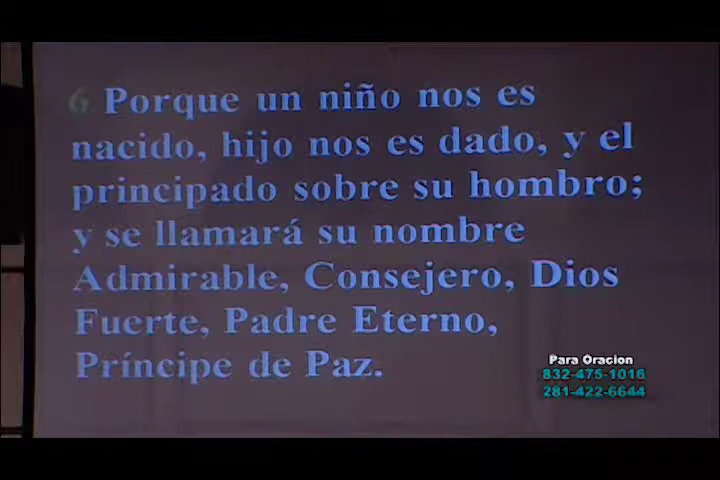 6 Porque un niño nos es
nacido, hijo nos es dado, y el
principado sobre su hombro;
y se llamará su nombre
Admirable, Consejero, Dios
Fuerte, Padre Eterno,
Príncipe de Paz.
Para Oracion
832-475-1016
281-422-6644